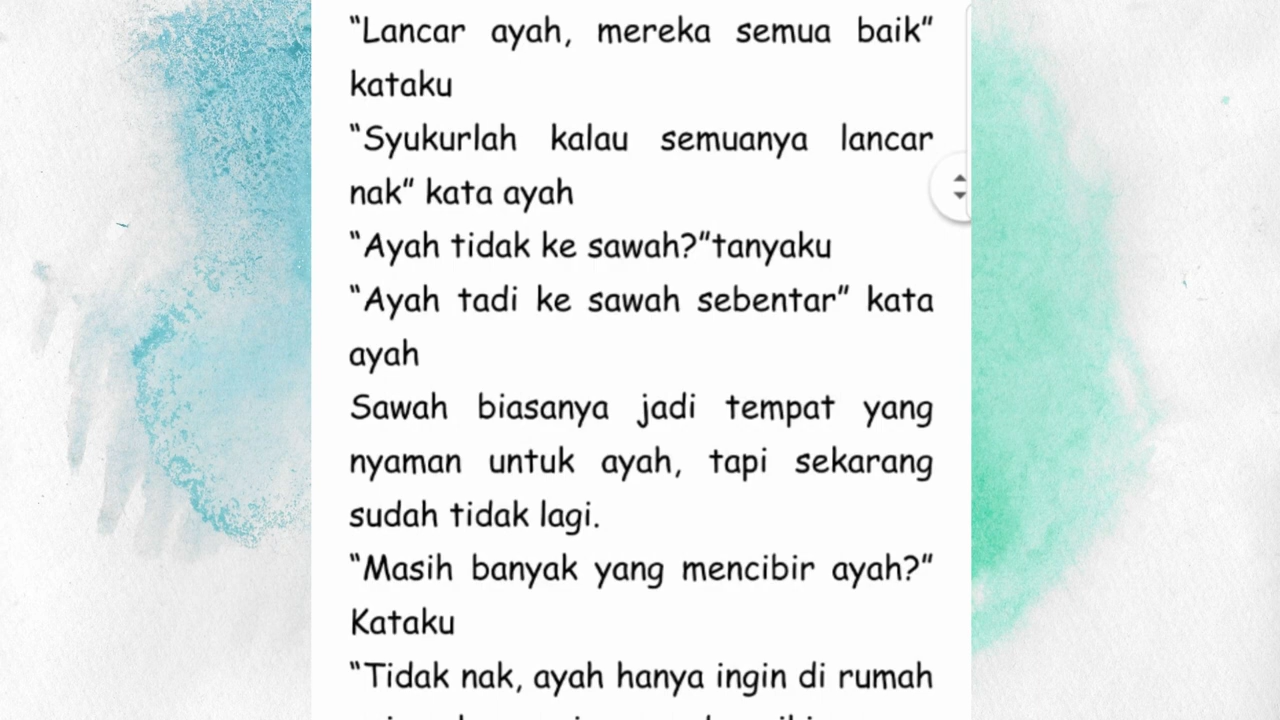 “Lancar ayah, mereka semua baik”
kataku
“Syukurlah kalau semuanya lancar
nak” kata ayah
“Ayah tidak ke sawah?”tanyaku
“Ayah tadi ke sawah sebentar” kata
ayah
Sawah biasanya jadi tempat yang
nyaman untuk ayah, tapi sekarang
sudah tidak lagi.
“Masih banyak yang mencibir ayah?”
Kataku
“Tidak nak, ayah hanya ingin di rumah